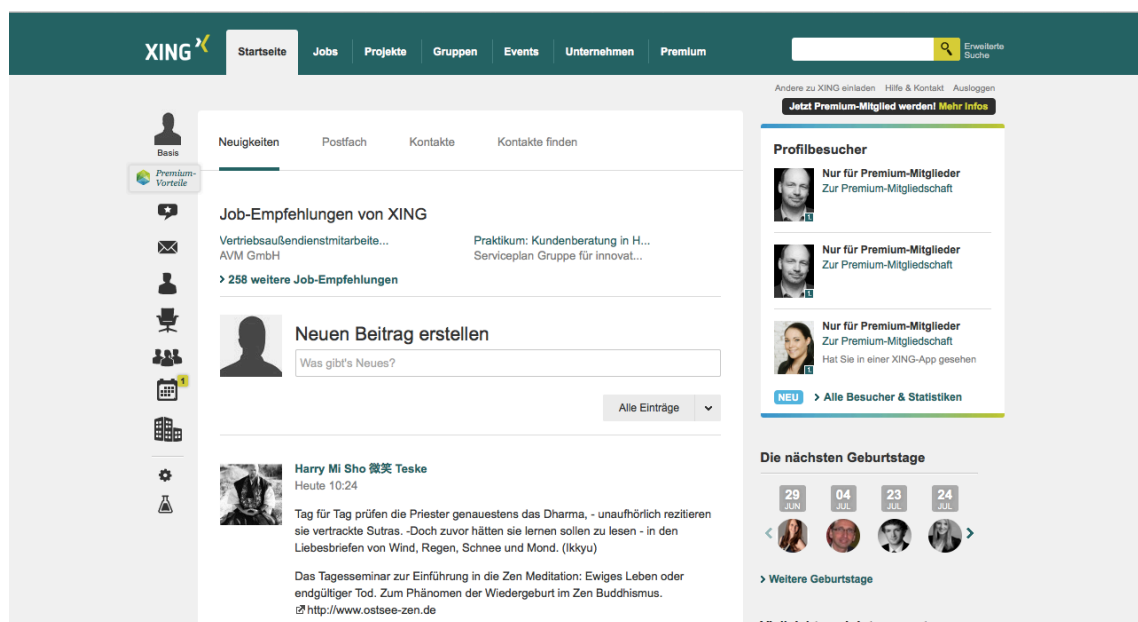 XING
Startseite
Jobs
Projekte
Gruppen
Events
Unternehmen
Premium
Erweiterte
Suche
Andere zu XING einladen
Hilfe & Kontakt
Ausloggen
Jetzt Premium-Mitglied werden! Mehr Infos
Basis
Premium-
Vorteile
1
Neuigkeiten
Postfach
Kontakte
Kontakte finden
Job-Empfehlungen von XING
Vertriebsaußendienstmitarbeite...
AVM GmbH
Praktikum: Kundenberatung in H...
Serviceplan Gruppe für innovat...
258 weitere Job-Empfehlungen
Neuen Beitrag erstellen
Was gibt's Neues?
Alle Einträge
Harry Mi Sho 微笑 Teske
Heute 10:24
Tag für Tag prüfen die Priester genauestens das Dharma, - unaufhörlich rezitieren
sie vertrackte Sutras. -Doch zuvor hätten sie lernen sollen zu lesen - in den
Liebesbriefen von Wind, Regen, Schnee und Mond. (Ikkyu)
Das Tagesseminar zur Einführung in die Zen Meditation: Ewiges Leben oder
endgültiger Tod. Zum Phänomen der Wiedergeburt im Zen Buddhismus.
http://www.ostsee-zen.de
Profilbesucher
Nur für Premium-Mitglieder
Zur Premium-Mitgliedschaft
1
Nur für Premium-Mitglieder
Zur Premium-Mitgliedschaft
1
Nur für Premium-Mitglieder
Zur Premium-Mitgliedschaft
Hat Sie in einer XING-App gesehen
1
NEU
Alle Besucher & Statistiken
Die nächsten Geburtstage
29
JUN
04
JUL
23
JUL
24
JUL
Weitere Geburtstage